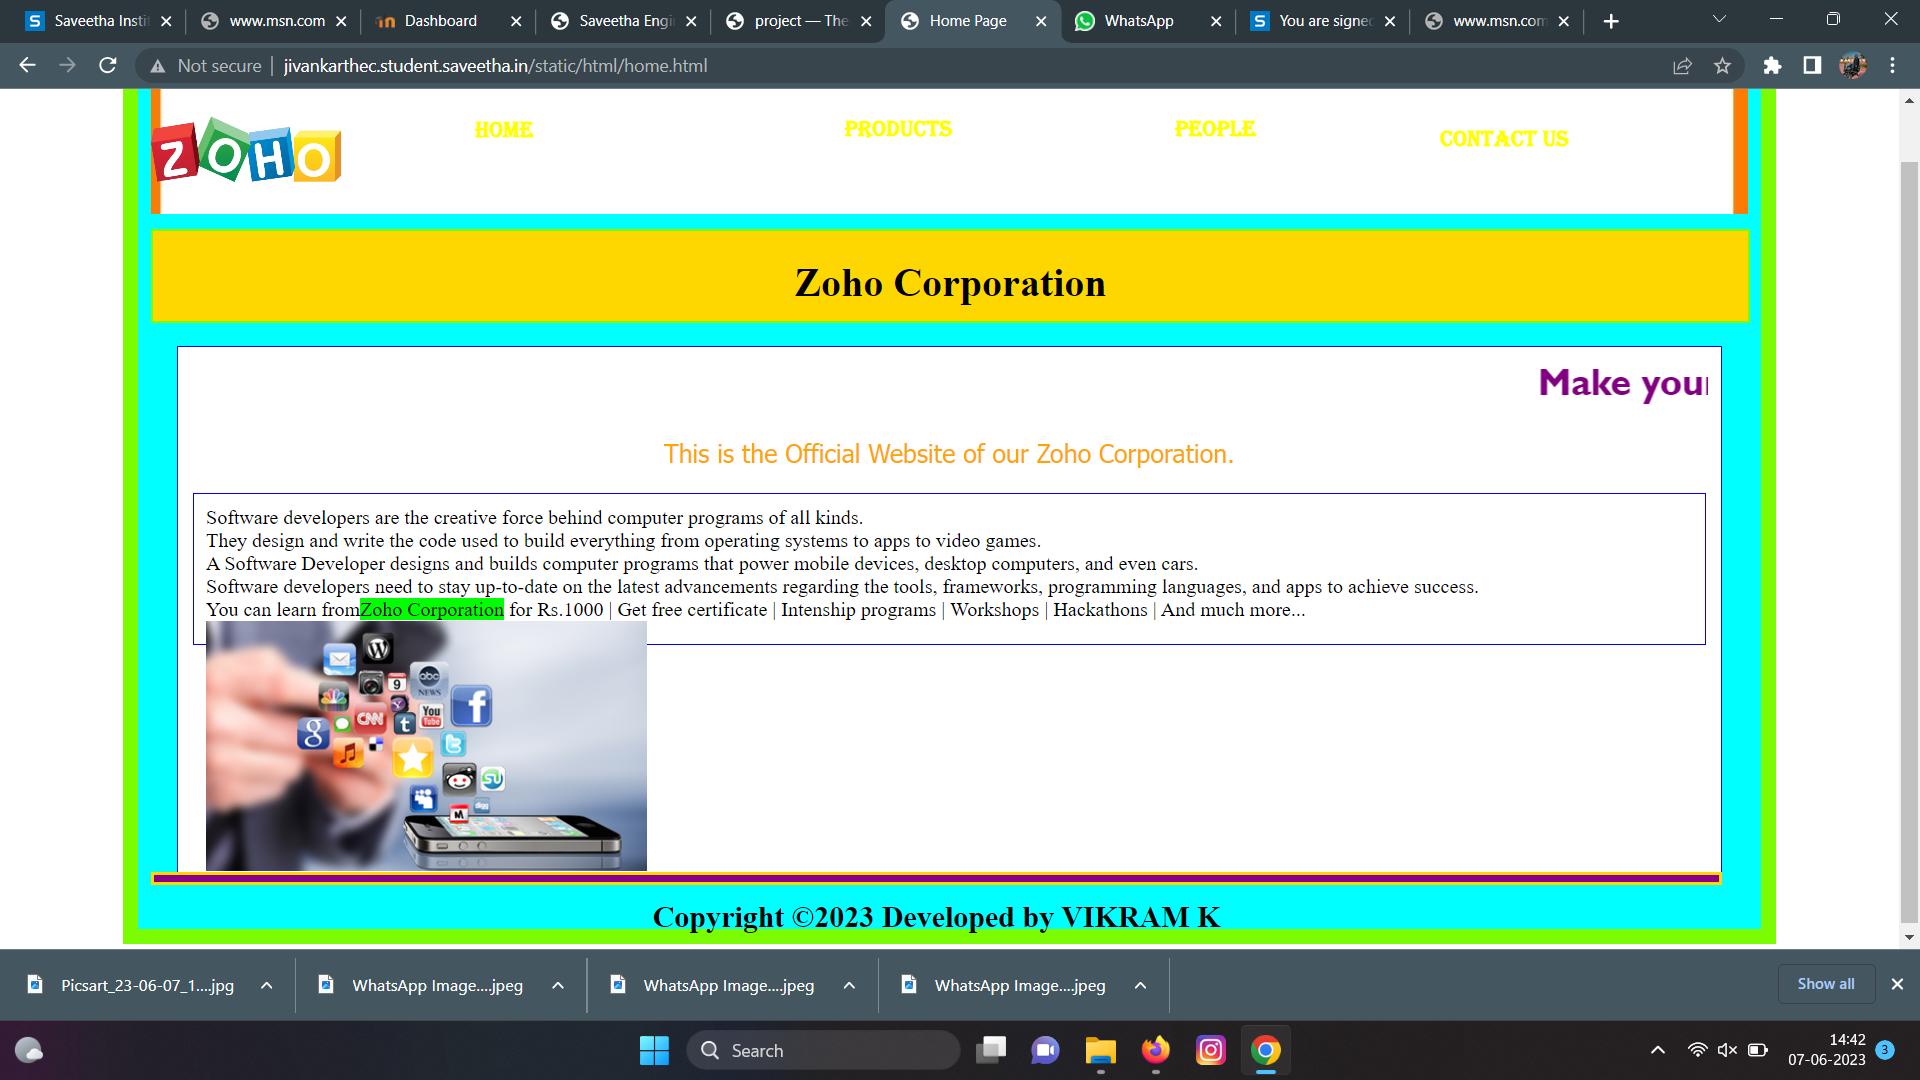 Saveetha Insti
www.msn.com
Dashboard
Saveetha Engi
project — The
Home Page
WhatsApp
You are signed
www.msn.com
Not secure | jivankarthec.student.saveetha.in/static/html/home.html
ZOHO
HOME
PRODUCTS
PEOPLE
CONTACT US
Zoho Corporation
Make your
This is the Official Website of our Zoho Corporation.
Software developers are the creative force behind computer programs of all kinds.
They design and write the code used to build everything from operating systems to apps to video games.
A Software Developer designs and builds computer programs that power mobile devices, desktop computers, and even cars.
Software developers need to stay up-to-date on the latest advancements regarding the tools, frameworks, programming languages, and apps to achieve success.
You can learn fromZoho Corporation for Rs.1000 | Get free certificate | Intenship programs | Workshops | Hackathons | And much more...
abc
NEWS
9
CNN
You
Tube
digg
Copyright ©2023 Developed by VIKRAM K
Picsart_23-06-07_1....jpg
WhatsApp Image....jpeg
WhatsApp Image....jpeg
WhatsApp Image....jpeg
Show all
Search
14:42
07-06-2023
3